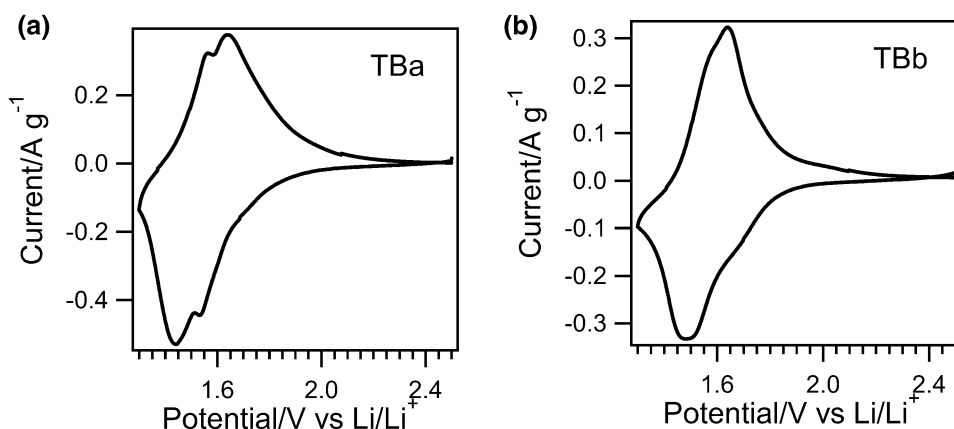 (a)
TBa
Current/A g⁻¹
0.2
0.0
-0.2
-0.4
1.6 2.0 2.4
Potential/V vs Li/Li⁺
(b)
TBb
Current/A g⁻¹
0.3
0.2
0.1
0.0
-0.1
-0.2
-0.3
1.6 2.0 2.4
Potential/V vs Li/Li⁺